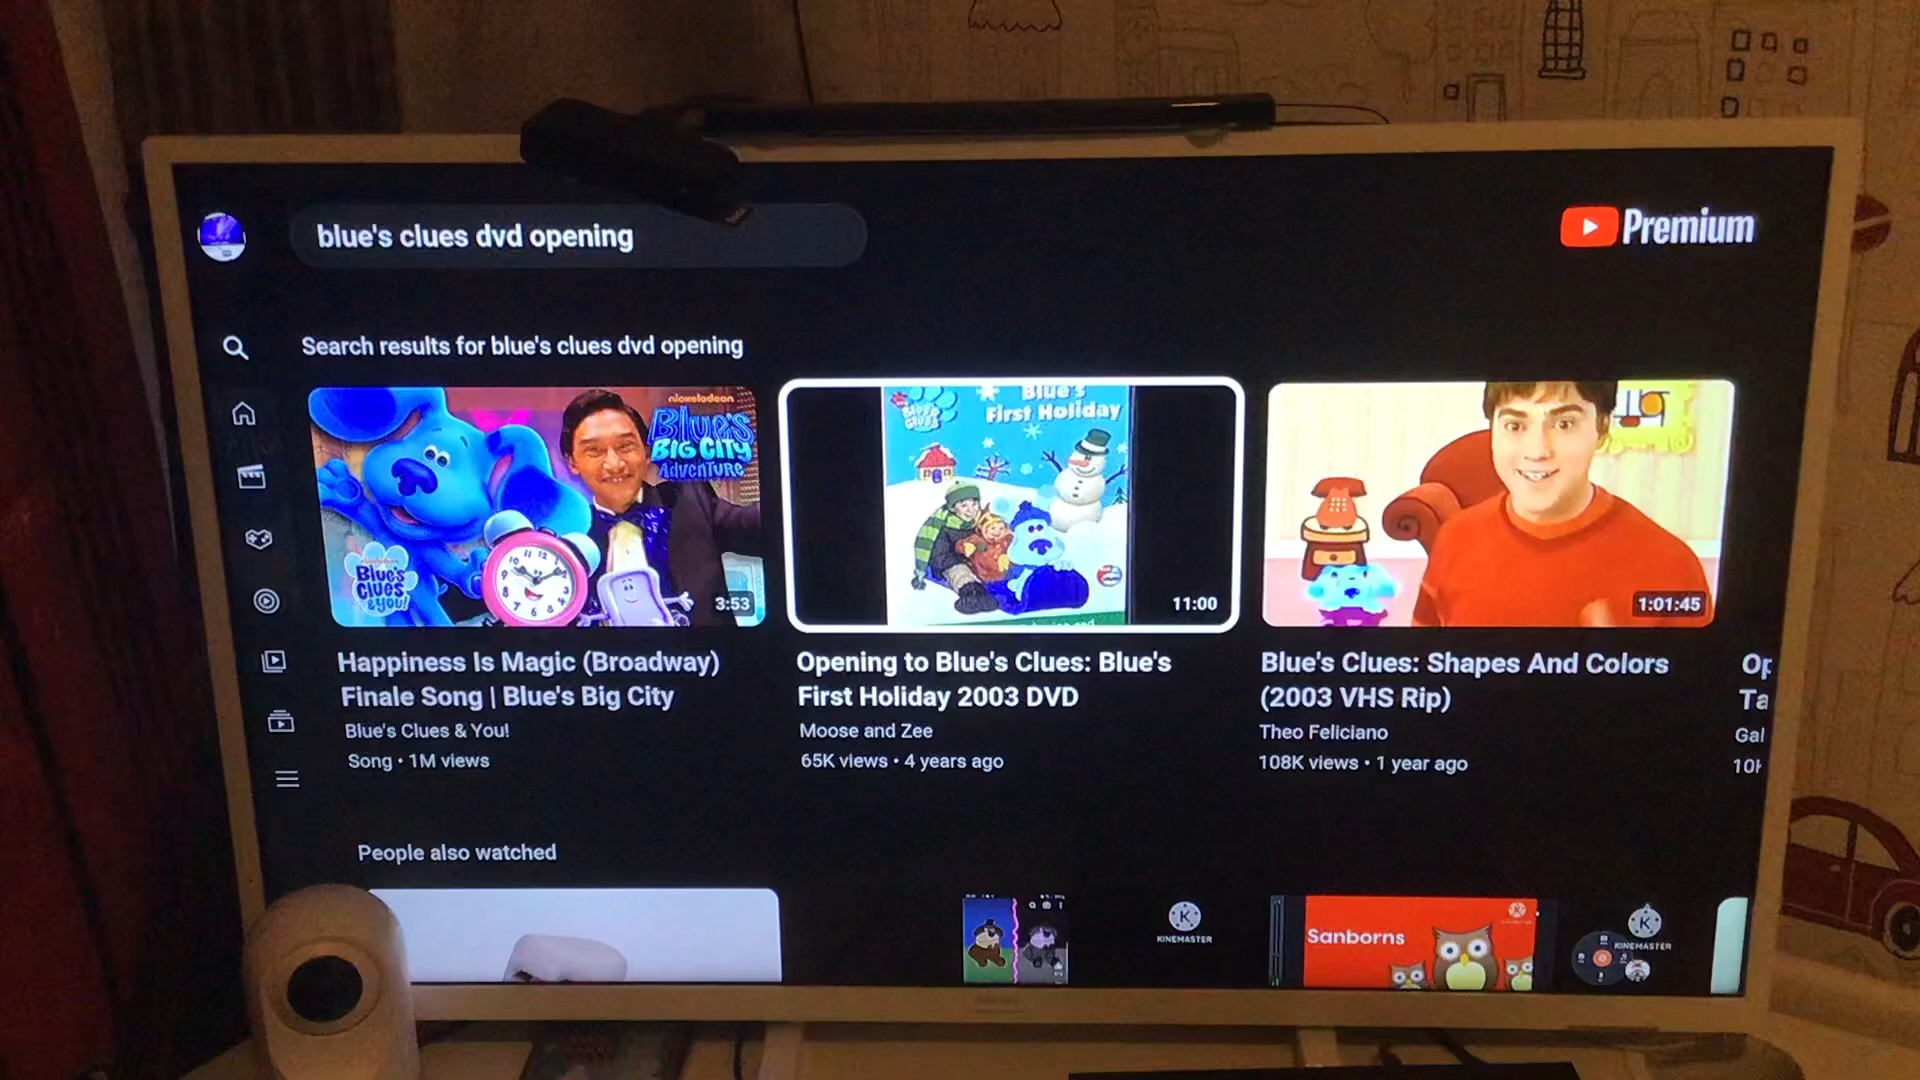 blue's clues dvd opening
Premium
Search results for blue's clues dvd opening
nickelodeon
BLUE'S
BIG CITY
ADVENTURE
BLUE'S
CLUES
&YOU!
3:53
Blue's
First Holiday
11:00
1:01:45
Happiness Is Magic (Broadway)
Finale Song | Blue's Big City
Blue's Clues & You!
Song • 1M views
Opening to Blue's Clues: Blue's
First Holiday 2003 DVD
Moose and Zee
65K views • 4 years ago
Blue's Clues: Shapes And Colors
(2003 VHS Rip)
Theo Feliciano
108K views • 1 year ago
Op
Ta
Gal
People also watched
K
KINEMASTER
Sanborns
KINEMASTER